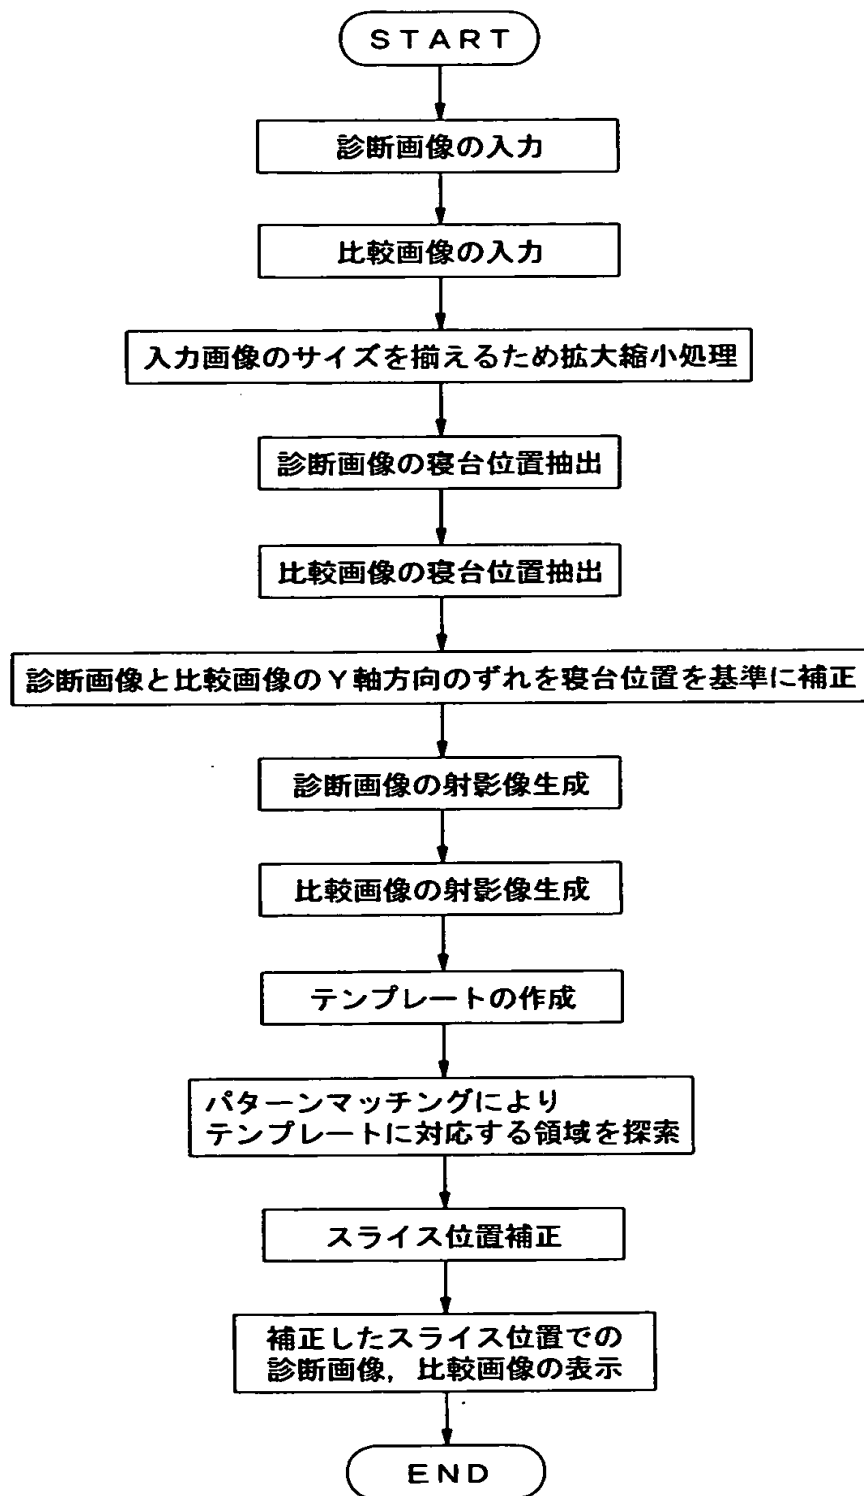 START
診断画像の入力
比較画像の入力
入力画像のサイズを揃えるため拡大縮小処理
診断画像の寝台位置抽出
比較画像の寝台位置抽出
診断画像と比較画像のY軸方向のずれを寝台位置を基準に補正
診断画像の射影像生成
比較画像の射影像生成
テンプレートの作成
パターンマッチングにより
テンプレートに対応する領域を探索
スライス位置補正
補正したスライス位置での
診断画像，比較画像の表示
END